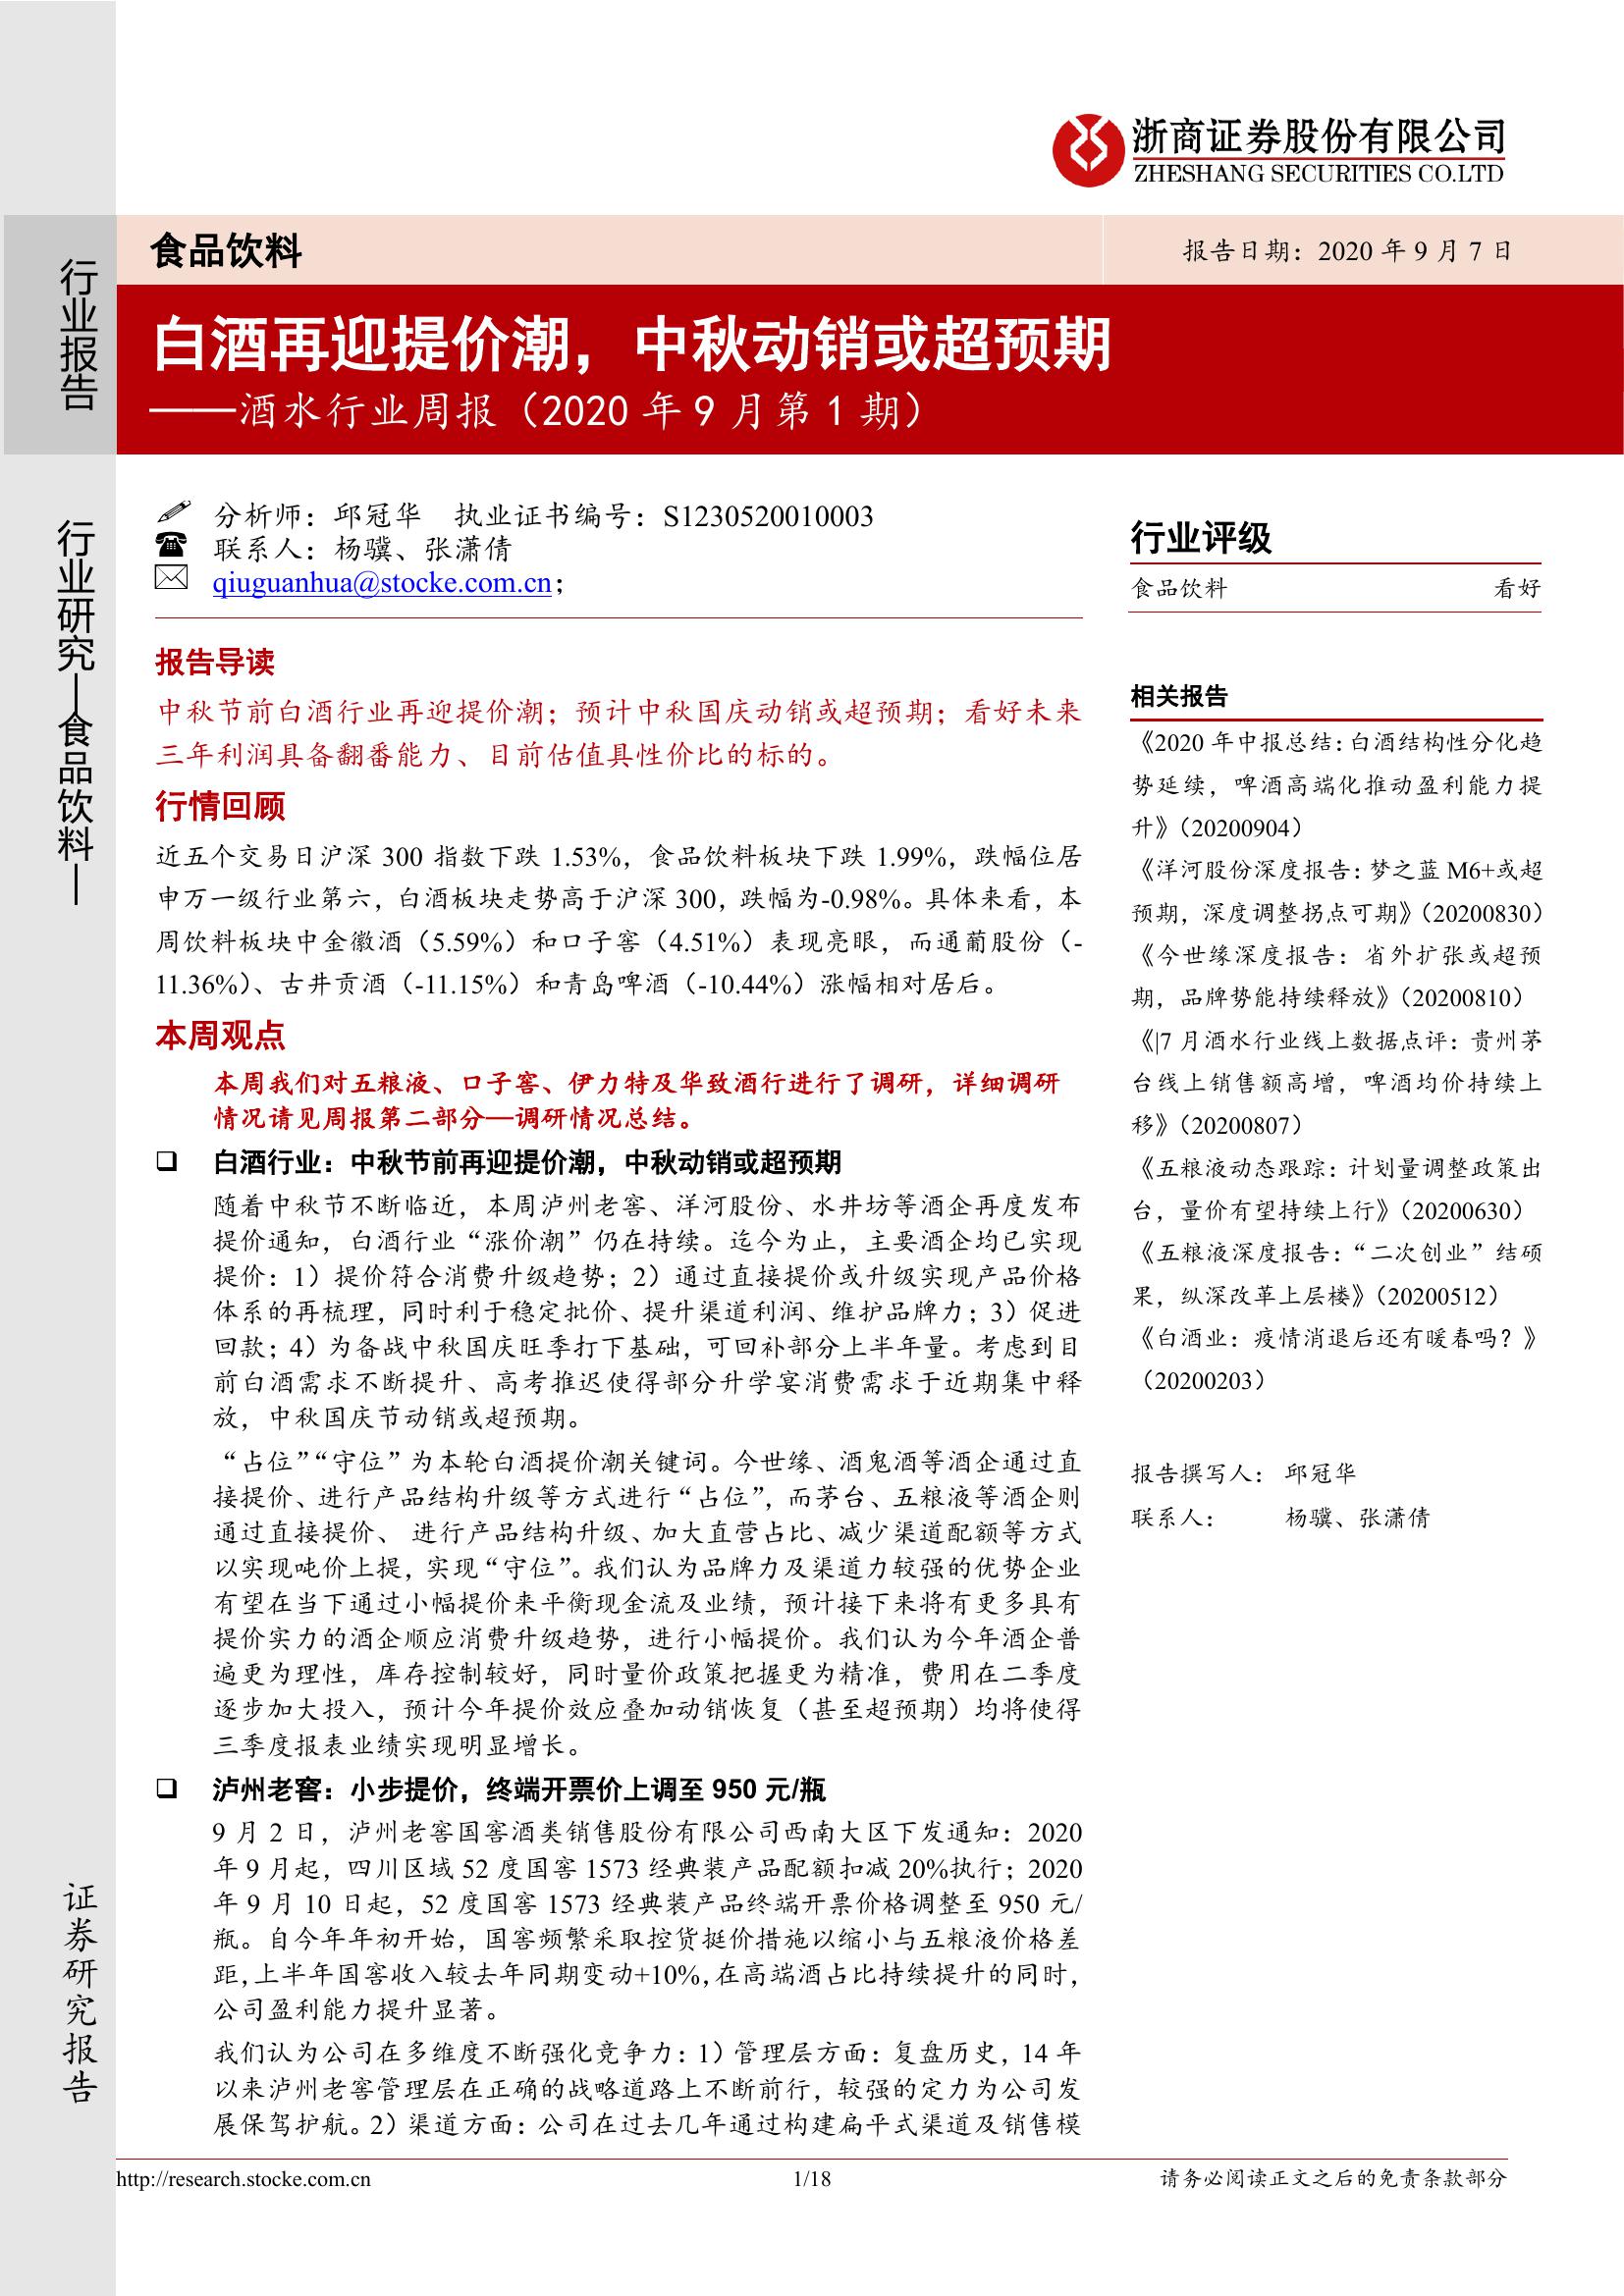 浙商证券股份有限公司
ZHESHANG SECURITIES CO.LTD
食品饮料
报告日期：2020 年 9 月 7 日
行业报告
白酒再迎提价潮，中秋动销或超预期
——酒水行业周报（2020 年 9 月第 1 期）
行业研究—食品饮料—
分析师：邱冠华 执业证书编号：S1230520010003
联系人：杨骥、张潇倩
qiuguanhua@stocke.com.cn；
报告导读
中秋节前白酒行业再迎提价潮；预计中秋国庆动销或超预期；看好未来
三年利润具备翻番能力、目前估值具性价比的标的。
行情回顾
近五个交易日沪深 300 指数下跌 1.53%，食品饮料板块下跌 1.99%，跌幅位居
申万一级行业第六，白酒板块走势高于沪深 300，跌幅为-0.98%。具体来看，本
周饮料板块中金徽酒（5.59%）和口子窖（4.51%）表现亮眼，而通葡股份（-
11.36%）、古井贡酒（-11.15%）和青岛啤酒（-10.44%）涨幅相对居后。
本周观点
本周我们对五粮液、口子窖、伊力特及华致酒行进行了调研，详细调研
情况请见周报第二部分—调研情况总结。
❑ 白酒行业：中秋节前再迎提价潮，中秋动销或超预期
随着中秋节不断临近，本周泸州老窖、洋河股份、水井坊等酒企再度发布
提价通知，白酒行业“涨价潮”仍在持续。迄今为止，主要酒企均已实现
提价：1）提价符合消费升级趋势；2）通过直接提价或升级实现产品价格
体系的再梳理，同时利于稳定批价、提升渠道利润、维护品牌力；3）促进
回款；4）为备战中秋国庆旺季打下基础，可回补部分上半年量。考虑到目
前白酒需求不断提升、高考推迟使得部分升学宴消费需求于近期集中释
放，中秋国庆节动销或超预期。
“占位”“守位”为本轮白酒提价潮关键词。今世缘、酒鬼酒等酒企通过直
接提价、进行产品结构升级等方式进行“占位”，而茅台、五粮液等酒企则
通过直接提价、 进行产品结构升级、加大直营占比、减少渠道配额等方式
以实现吨价上提，实现“守位”。我们认为品牌力及渠道力较强的优势企业
有望在当下通过小幅提价来平衡现金流及业绩，预计接下来将有更多具有
提价实力的酒企顺应消费升级趋势，进行小幅提价。我们认为今年酒企普
遍更为理性，库存控制较好，同时量价政策把握更为精准，费用在二季度
逐步加大投入，预计今年提价效应叠加动销恢复（甚至超预期）均将使得
三季度报表业绩实现明显增长。
❑ 泸州老窖：小步提价，终端开票价上调至 950 元/瓶
9 月 2 日，泸州老窖国窖酒类销售股份有限公司西南大区下发通知：2020
年 9 月起，四川区域 52 度国窖 1573 经典装产品配额扣减 20%执行；2020
年 9 月 10 日起，52 度国窖 1573 经典装产品终端开票价格调整至 950 元/
瓶。自今年年初开始，国窖频繁采取控货挺价措施以缩小与五粮液价格差
距，上半年国窖收入较去年同期变动+10%，在高端酒占比持续提升的同时，
公司盈利能力提升显著。
我们认为公司在多维度不断强化竞争力：1）管理层方面：复盘历史，14 年
以来泸州老窖管理层在正确的战略道路上不断前行，较强的定力为公司发
展保驾护航。2）渠道方面：公司在过去几年通过构建扁平式渠道及销售模
行业评级
食品饮料 看好
相关报告
《2020 年中报总结：白酒结构性分化趋
势延续，啤酒高端化推动盈利能力提
升》（20200904）
《洋河股份深度报告：梦之蓝 M6+或超
预期，深度调整拐点可期》（20200830）
《今世缘深度报告：省外扩张或超预
期，品牌势能持续释放》（20200810）
《|7 月酒水行业线上数据点评：贵州茅
台线上销售额高增，啤酒均价持续上
移》（20200807）
《五粮液动态跟踪：计划量调整政策出
台，量价有望持续上行》（20200630）
《五粮液深度报告：“二次创业”结硕
果，纵深改革上层楼》（20200512）
《白酒业：疫情消退后还有暖春吗？》
（20200203）
报告撰写人： 邱冠华
联系人： 杨骥、张潇倩
证券研究报告
http://research.stocke.com.cn
1/18
请务必阅读正文之后的免责条款部分